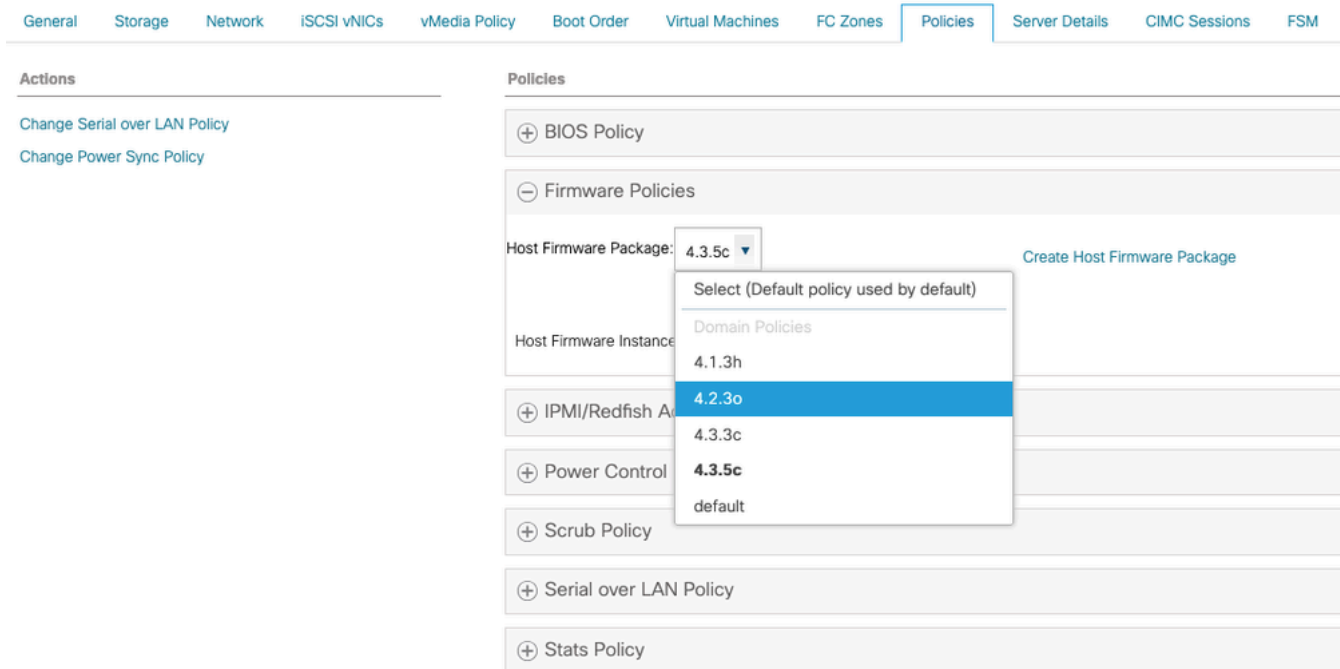 General Storage Network iSCSI vNICs vMedia Policy Boot Order Virtual Machines FC Zones Policies Server Details CIMC Sessions FSM
Actions
Change Serial over LAN Policy
Change Power Sync Policy
Policies
BIOS Policy
Firmware Policies
Host Firmware Package: 4.3.5c
Create Host Firmware Package
Select (Default policy used by default)
Domain Policies
Host Firmware Instance
4.1.3h
4.2.3o
4.3.3c
4.3.5c
default
IPMI/Redfish A
Power Control
Scrub Policy
Serial over LAN Policy
Stats Policy